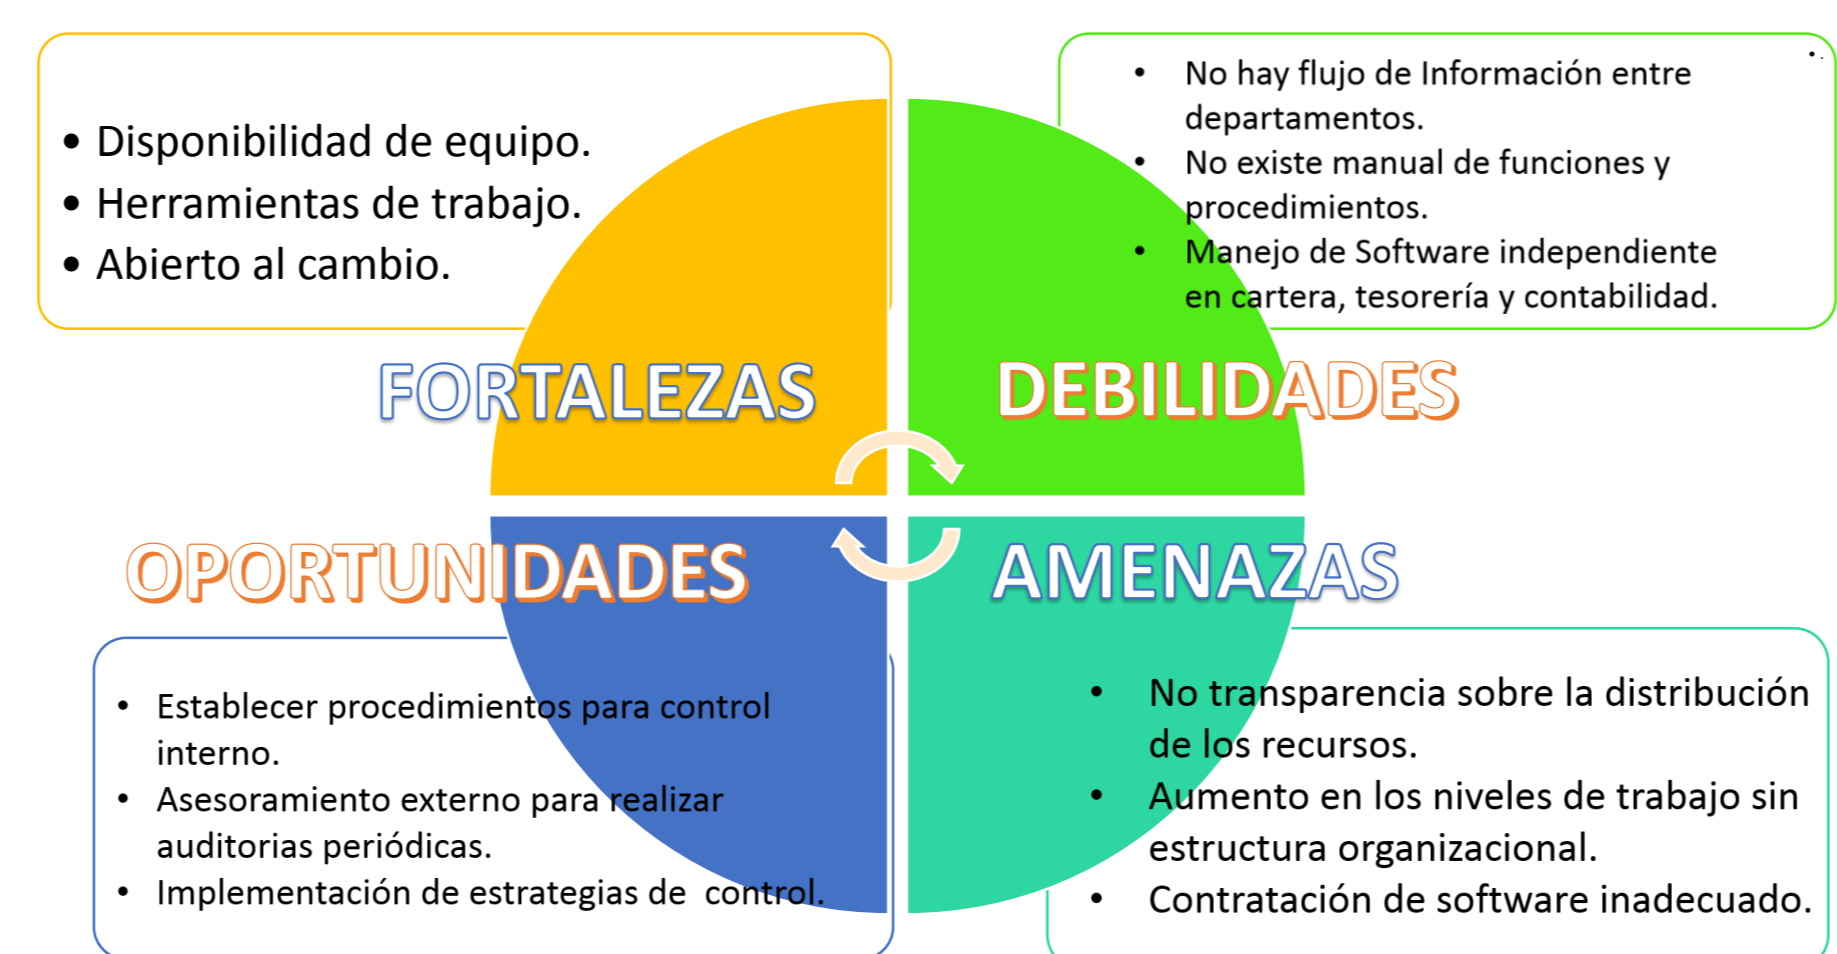 • Disponibilidad de equipo.
• Herramientas de trabajo.
• Abierto al cambio.
FORTALEZAS
• No hay flujo de Información entre
departamentos.
• No existe manual de funciones y
procedimientos.
• Manejo de Software independiente
en cartera, tesorería y contabilidad.
DEBILIDADES
OPORTUNIDADES
• Establecer procedimientos para control
interno.
• Asesoramiento externo para realizar
auditorias periódicas.
• Implementación de estrategias de control.
AMENAZAS
• No transparencia sobre la distribución
de los recursos.
• Aumento en los niveles de trabajo sin
estructura organizacional.
• Contratación de software inadecuado.